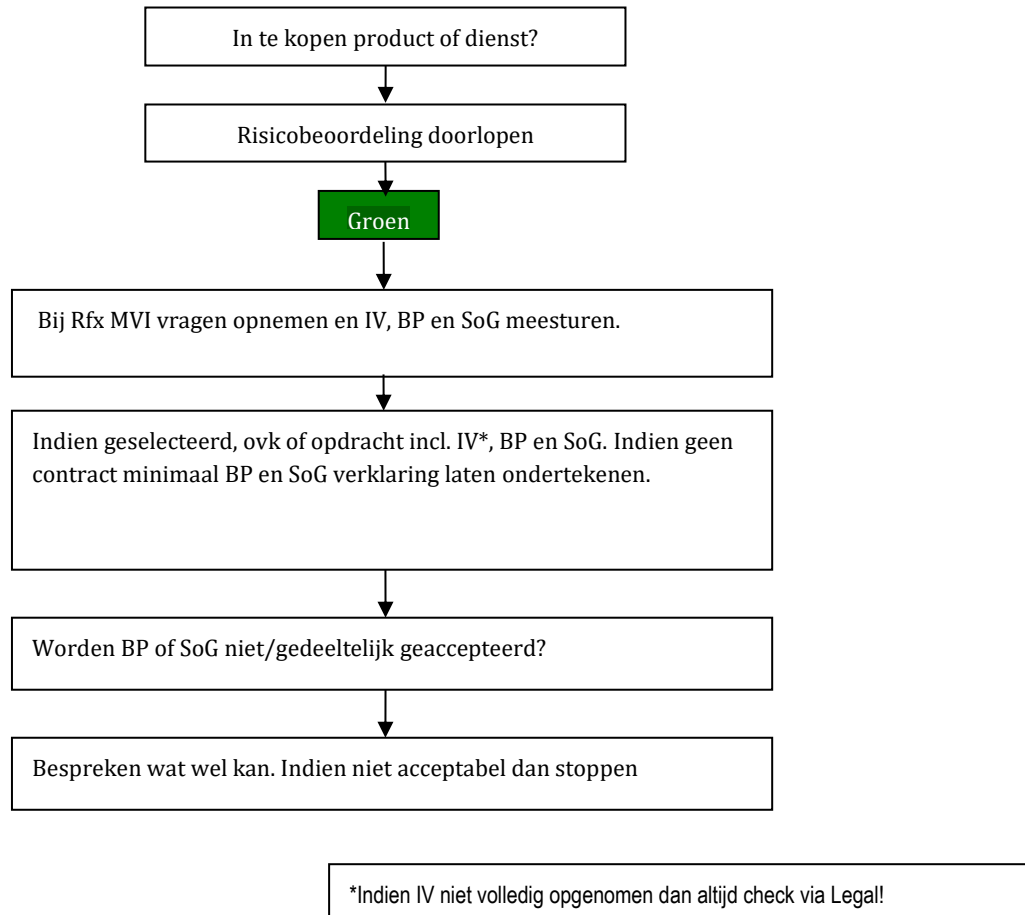 In te kopen product of dienst?
Risicobeoordeling doorlopen
Groen
Bij Rfx MVI vragen opnemen en IV, BP en SoG meesturen.
Indien geselecteerd, ovk of opdracht incl. IV*, BP en SoG. Indien geen
contract minimaal BP en SoG verklaring laten ondertekenen.
Worden BP of SoG niet/gedeeltelijk geaccepteerd?
Bespreken wat wel kan. Indien niet acceptabel dan stoppen
*Indien IV niet volledig opgenomen dan altijd check via Legal!